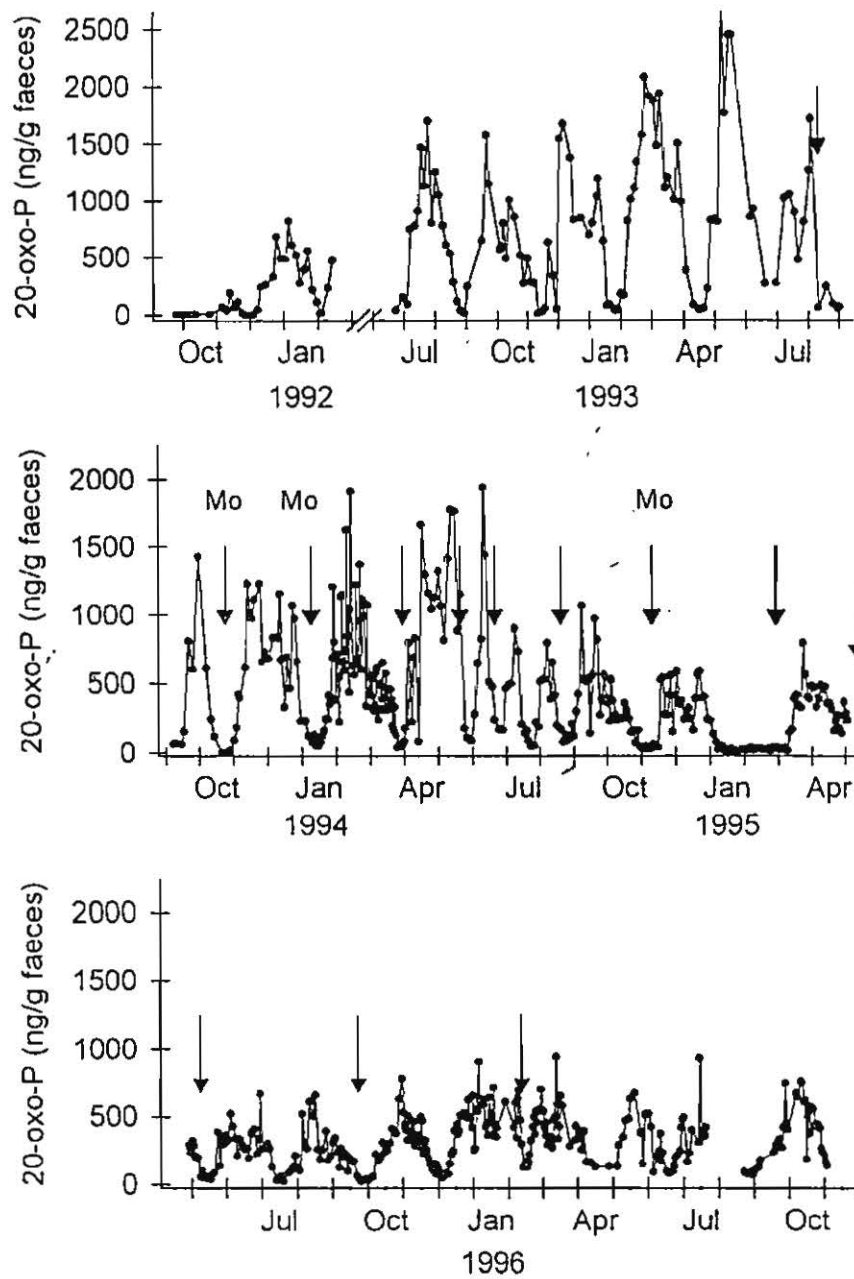 20-oxo-P (ng/g faeces)
2500
2000
1500
1000
500
0
Oct Jan Jul Oct Jan Apr Jul
1992 1993
20-oxo-P (ng/g faeces)
2000
1500
1000
500
0
Mo Mo Mo
Oct Jan Apr Jul Oct Jan Apr
1994 1995
20-oxo-P (ng/g faeces)
2000
1500
1000
500
0
Jul Oct Jan Apr Jul Oct
1996